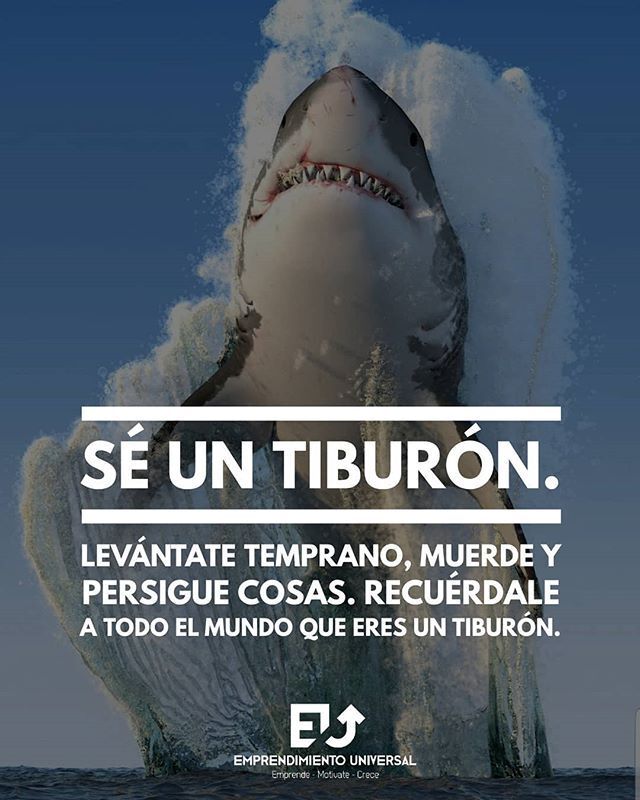 SÉ UN TIBURÓN.
LEVÁNTATE TEMPRANO, MUERDE Y
PERSIGUE COSAS. RECUÉRDALE
A TODO EL MUNDO QUE ERES UN TIBURÓN.
EU
EMPRENDIMIENTO UNIVERSAL
Emprende - Motivate - Crece